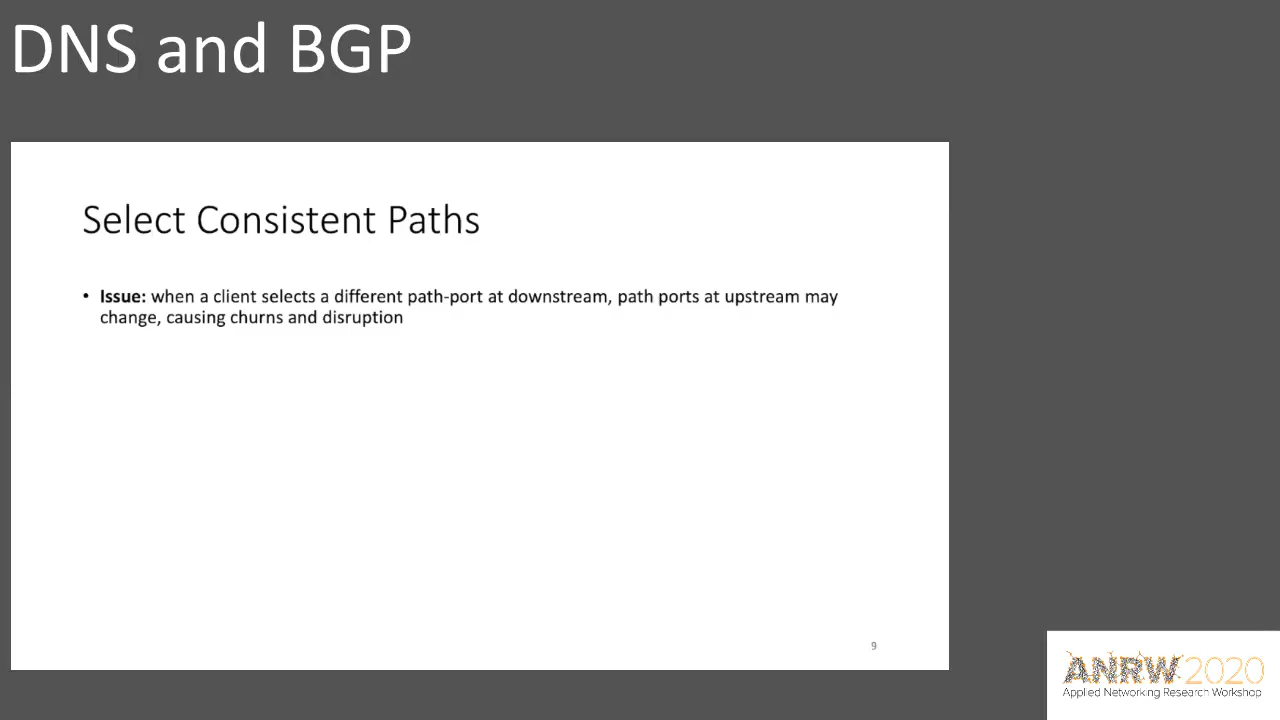 DNS and BGP
Select Consistent Paths
• Issue: when a client selects a different path-port at downstream, path ports at upstream may
change, causing churns and disruption
9
ANRW2020
Applied Networking Research Workshop